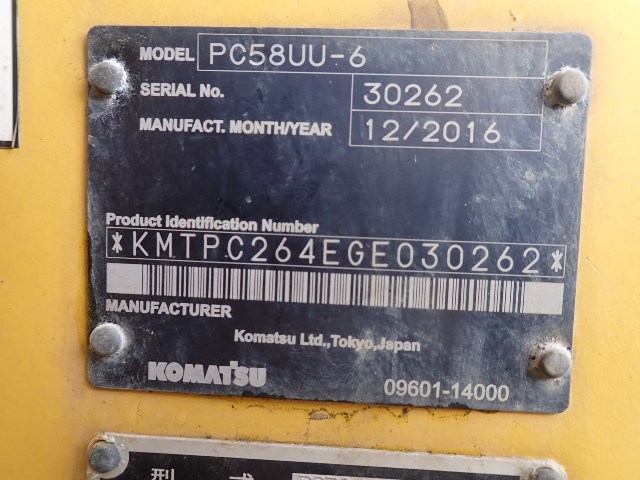 MODEL PC58UU-6
SERIAL No. 30262
MANUFACT. MONTH/YEAR 12/2016
Product Identification Number
*KMTPC264EGE030262*
MANUFACTURER
Komatsu Ltd.,Tokyo,Japan
KOMATSU
09601-14000
型 式